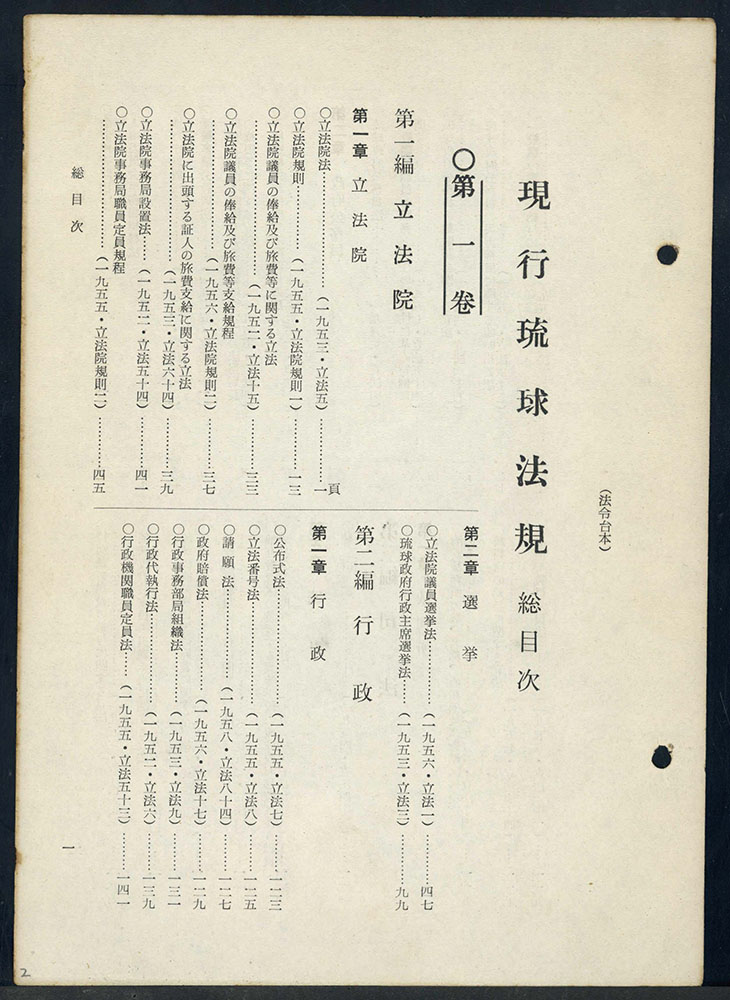 (法令台本)
現行琉球法規 総目次
○第一巻
第一編 立法院
第一章 立法院
○立法院法…………(一九五三・立法五)…………一頁
○立法院規則…………(一九五五・立法院規則一)…………一三
○立法院議員の俸給及び旅費等に関する立法
…………(一九五二・立法十五)…………三三
○立法院議員の俸給及び旅費等支給規程
…………(一九五六・立法院規則二)…………三七
○立法院に出頭する証人の旅費支給に関する立法
…………(一九五三・立法六十四)…………三九
○立法院事務局設置法……(一九五二・立法五十四)…………四一
○立法院事務局職員定員規程
…………(一九五五・立法院規則二)…………四五
総目次
第二章 選挙
○立法院議員選挙法…………(一九五六・立法一)…………四七
○琉球政府行政主席選挙法……(一九五三・立法三)…………九九
第二編 行政
第一章 行政
○公布式法…………(一九五五・立法七)…………一二三
○立法番号法…………(一九五五・立法八)…………一二五
○請願法…………(一九五八・立法八十四)…………一二七
○政府賠償法…………(一九五六・立法十七)…………一二九
○行政事務部局組織法…………(一九五三・立法九)…………一三一
○行政代執行法…………(一九五二・立法六)…………一三九
○行政機関職員定員法……(一九五五・立法五十三)…………一四一
一
2